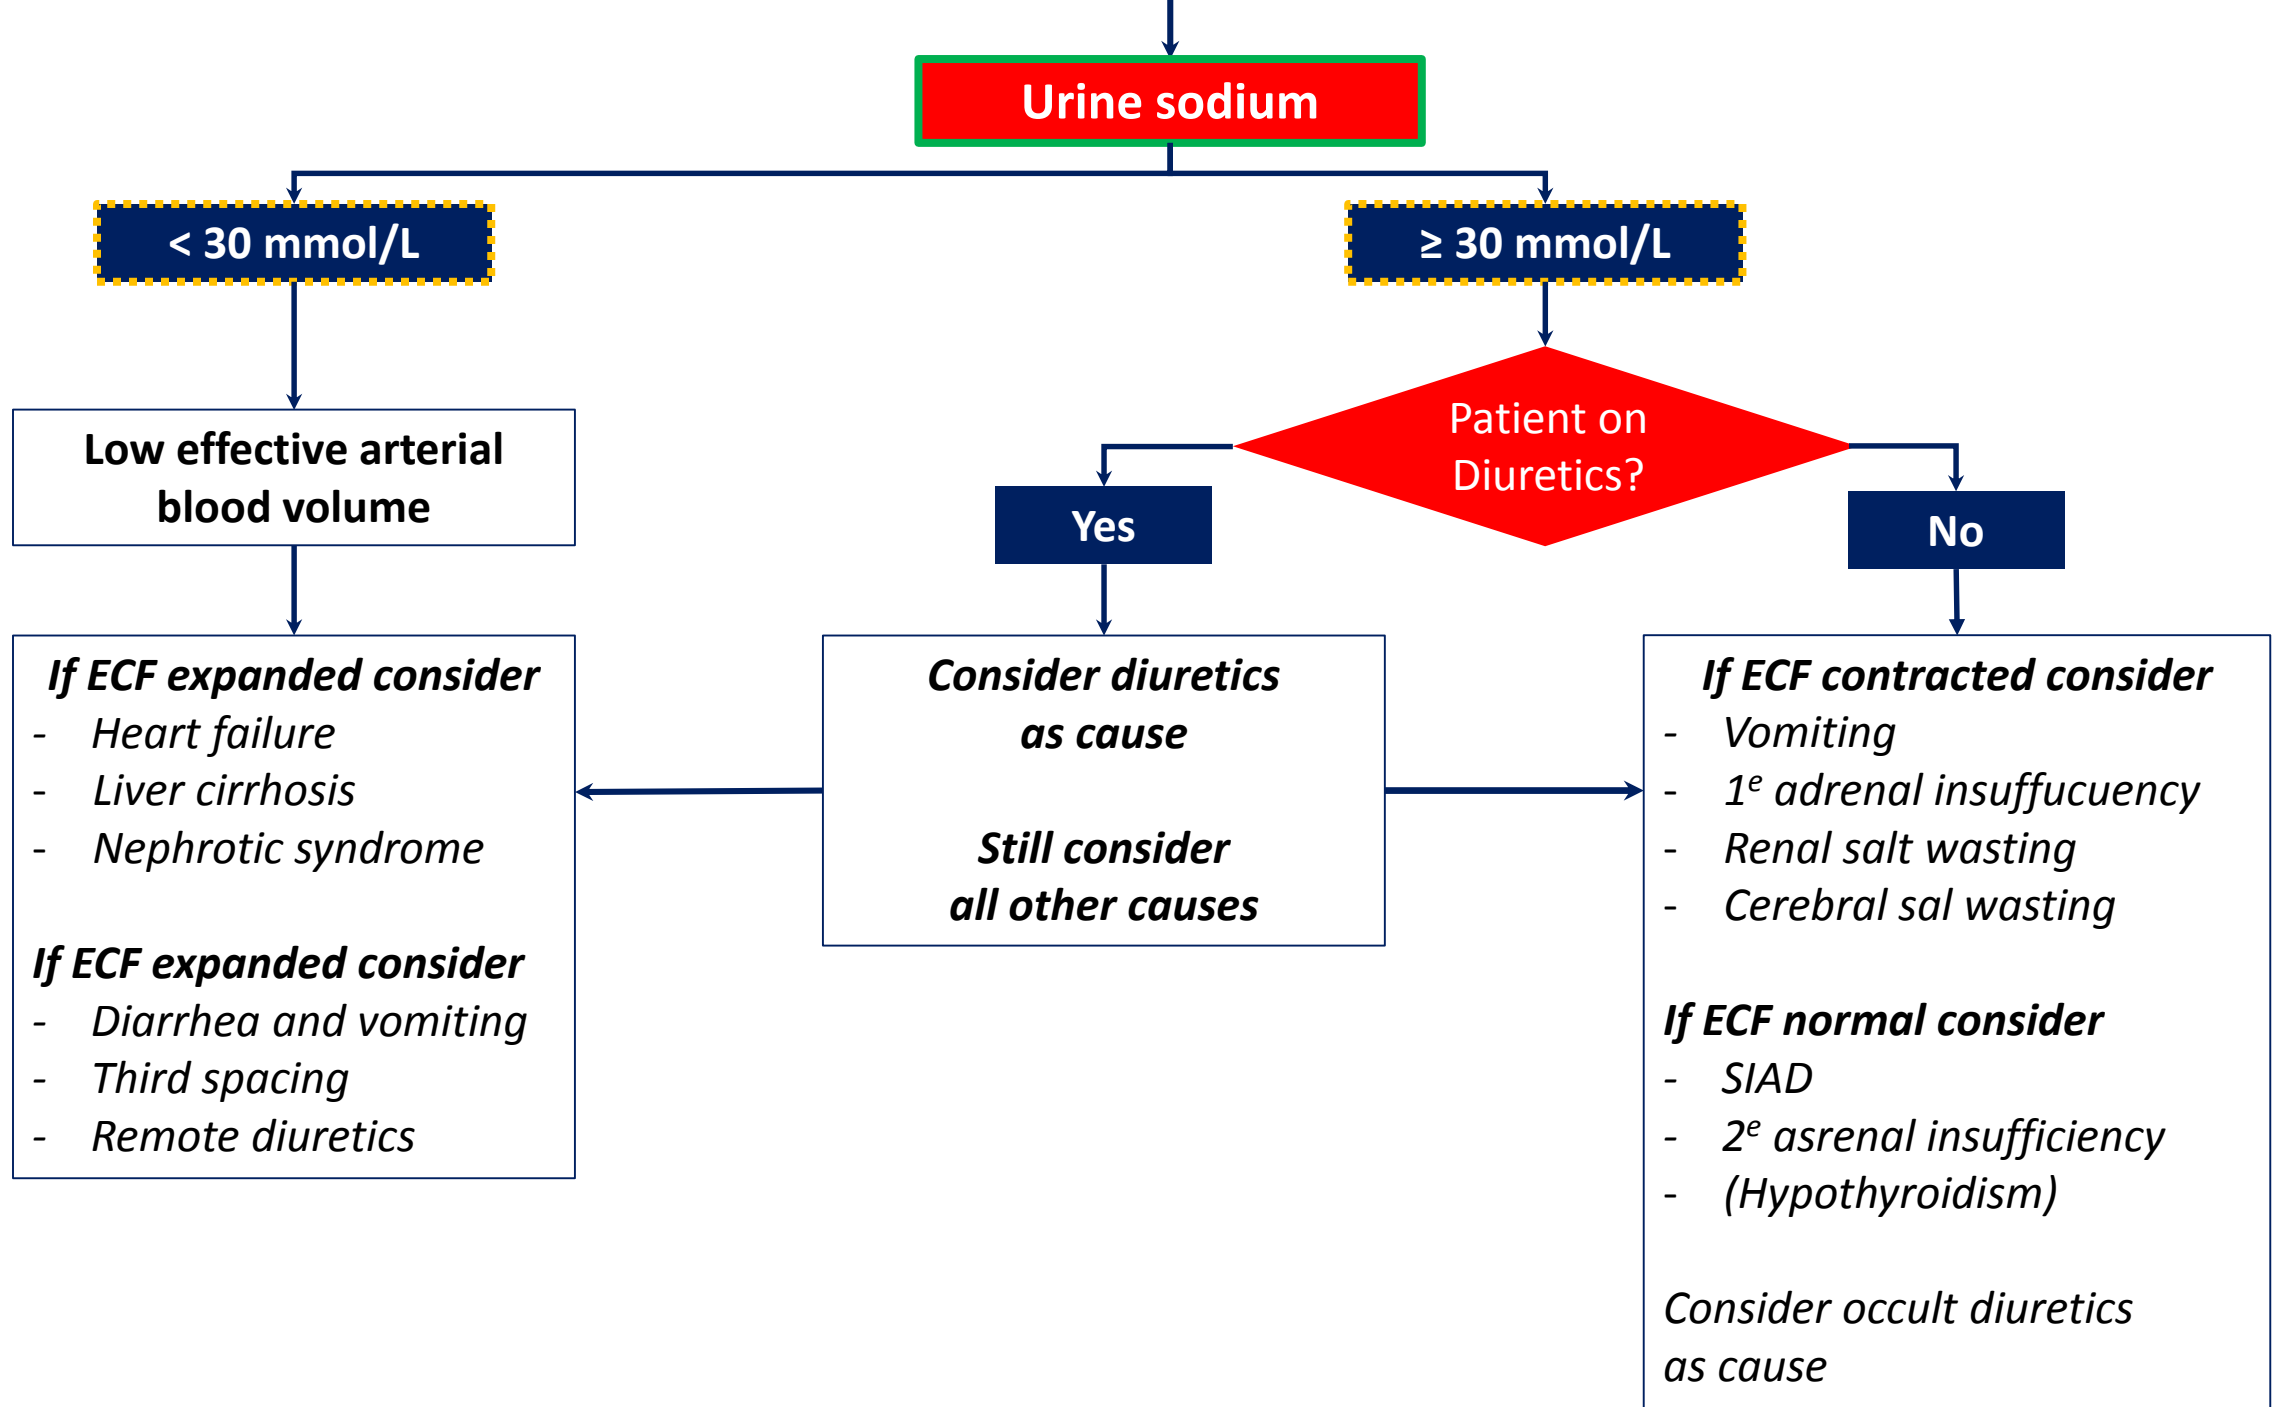 Urine sodium
< 30 mmol/L
≥ 30 mmol/L
Low effective arterial
blood volume
Patient on
Diuretics?
Yes
No
If ECF expanded consider
- Heart failure
- Liver cirrhosis
- Nephrotic syndrome
If ECF expanded consider
- Diarrhea and vomiting
- Third spacing
- Remote diuretics
Consider diuretics
as cause
Still consider
all other causes
If ECF contracted consider
- Vomiting
- 1e adrenal insuffucuency
- Renal salt wasting
- Cerebral sal wasting
If ECF normal consider
- SIAD
- 2e asrenal insufficiency
- (Hypothyroidism)
Consider occult diuretics
as cause